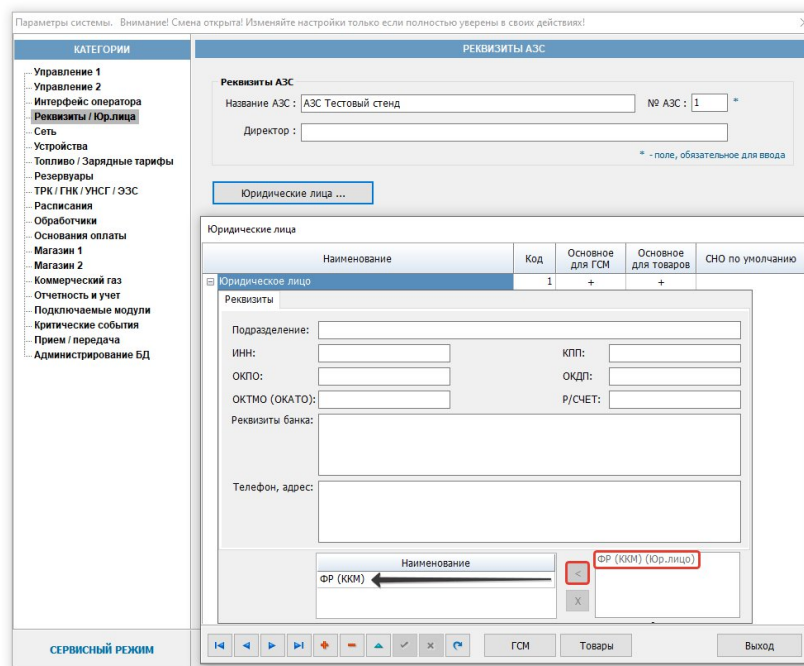 Параметры системы. Внимание! Смена открыта! Изменяйте настройки только если полностью уверены в своих действиях!
КАТЕГОРИИ
Управление 1
Управление 2
Интерфейс оператора
Реквизиты / Юр.лица
Сеть
Устройства
Топливо / Зарядные тарифы
Резервуары
ТРК / ГНК / УНСГ / ЭЗС
Расписания
Обработчики
Основания оплаты
Магазин 1
Магазин 2
Коммерческий газ
Отчетность и учет
Подключаемые модули
Критические события
Прием / передача
Администрирование БД
СЕРВИСНЫЙ РЕЖИМ
РЕКВИЗИТЫ АЗС
Реквизиты АЗС
Название АЗС : АЗС Тестовый стенд № АЗС : 1 *
Директор :
* - поле, обязательное для ввода
Юридические лица ...
Юридические лица
Наименование Код Основное для ГСМ Основное для товаров СНО по умолчанию
Юридическое лицо 1 + +
Реквизиты
Подразделение:
ИНН: КПП:
ОКПО: ОКДП:
ОКТМО (ОКАТО): Р/СЧЕТ:
Реквизиты банка:
Телефон, адрес:
Наименование
ФР (ККМ) < ФР (ККМ) (Юр.лицо)
X
ГСМ Товары Выход